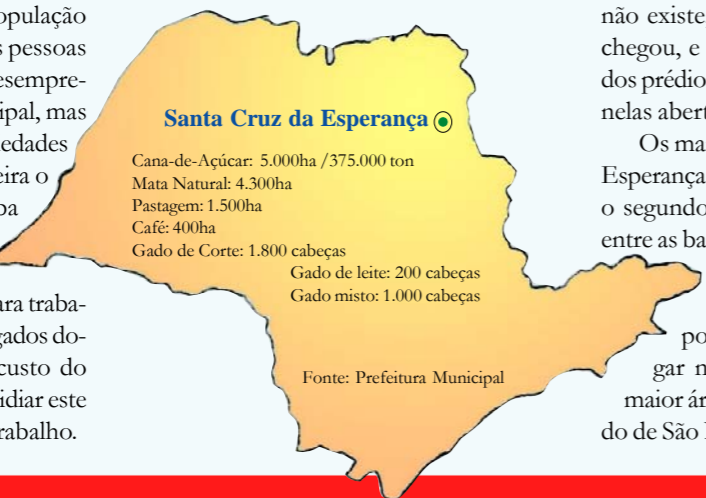 opulação
s pessoas
esempre-
ipal, mas
iedades
eira o
ba
ara traba-
gados do-
custo do
idiar este
rabalho.
Santa Cruz da Esperança
Cana-de-Açúcar: 5.000ha /375.000 ton
Mata Natural: 4.300ha
Pastagem: 1.500ha
Café: 400ha
Gado de Corte: 1.800 cabeças
Gado de leite: 200 cabeças
Gado misto: 1.000 cabeças
Fonte: Prefeitura Municipal
não existe
chegou, e
dos prédio
nelas abert
Os ma
Esperança
o segundo
entre as ba
po
gar n
maior ár
do de São